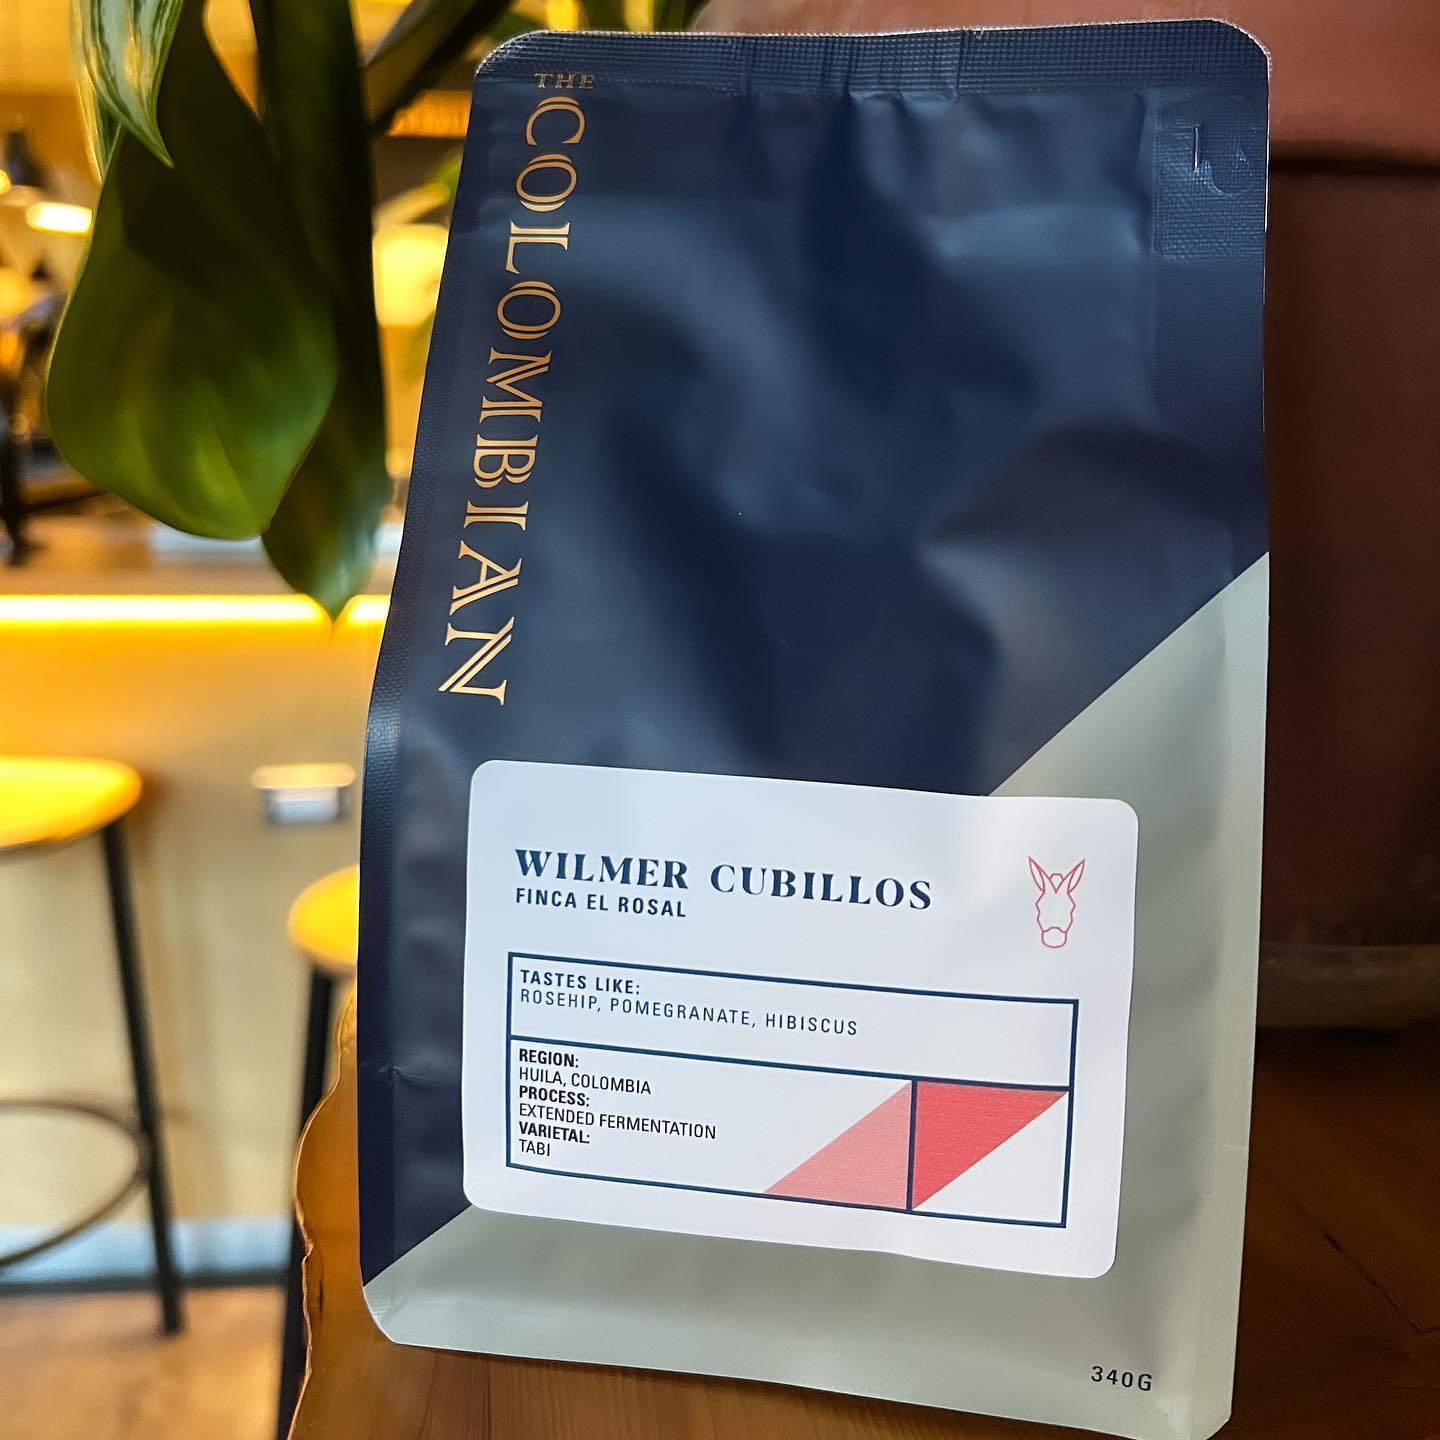 THE
COLOMBIAN
WILMER CUBILLOS
FINCA EL ROSAL
TASTES LIKE:
ROSEHIP, POMEGRANATE, HIBISCUS
REGION:
HUILA, COLOMBIA
PROCESS:
EXTENDED FERMENTATION
VARIETAL:
TABI
340G